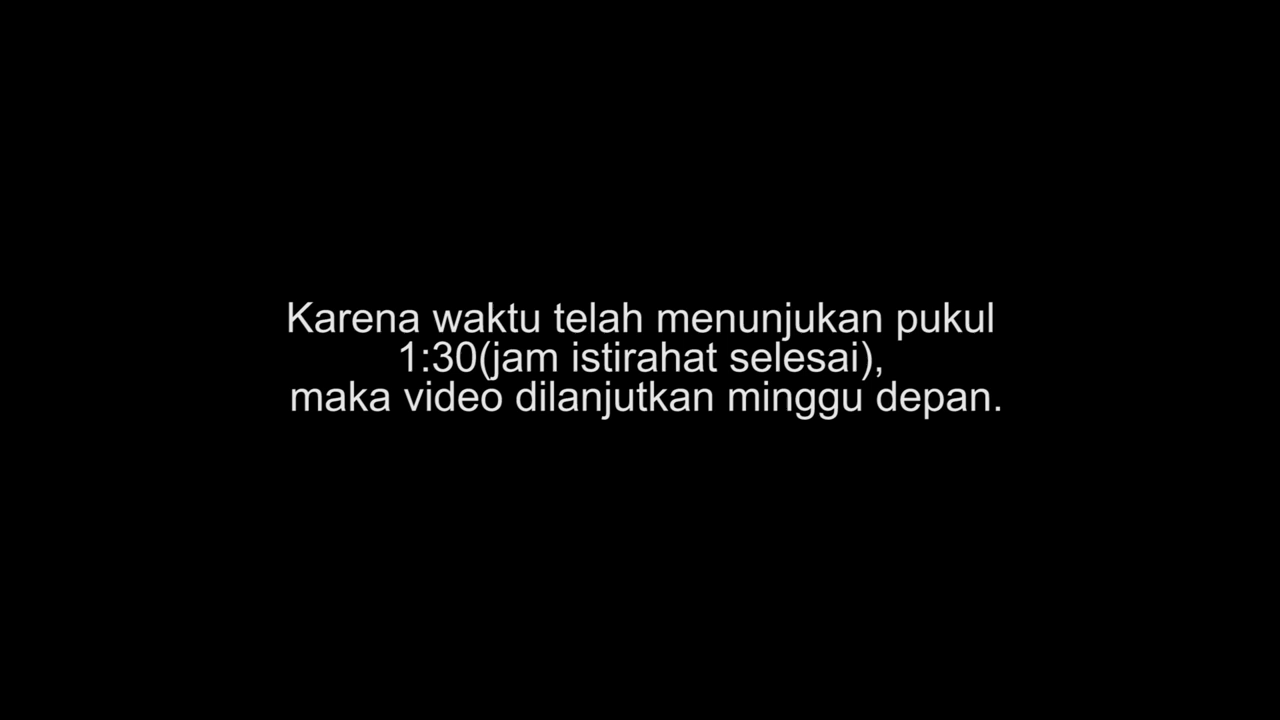 Karena waktu telah menunjukan pukul
1:30(jam istirahat selesai),
maka video dilanjutkan minggu depan.